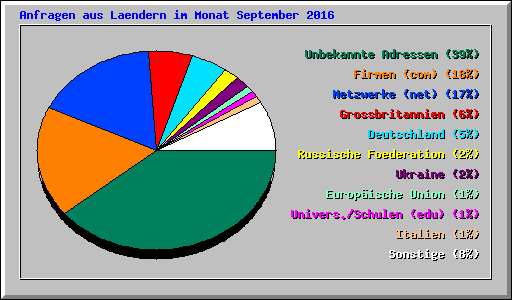 Anfragen aus Laendern im Monat September 2016
Unbekannte Adressen (39%)
Firmen (com) (18%)
Netzwerke (net) (17%)
Grossbritannien (6%)
Deutschland (5%)
Russische Foederation (2%)
Ukraine (2%)
Europäische Union (1%)
Univers./Schulen (edu) (1%)
Italien (1%)
Sonstige (8%)